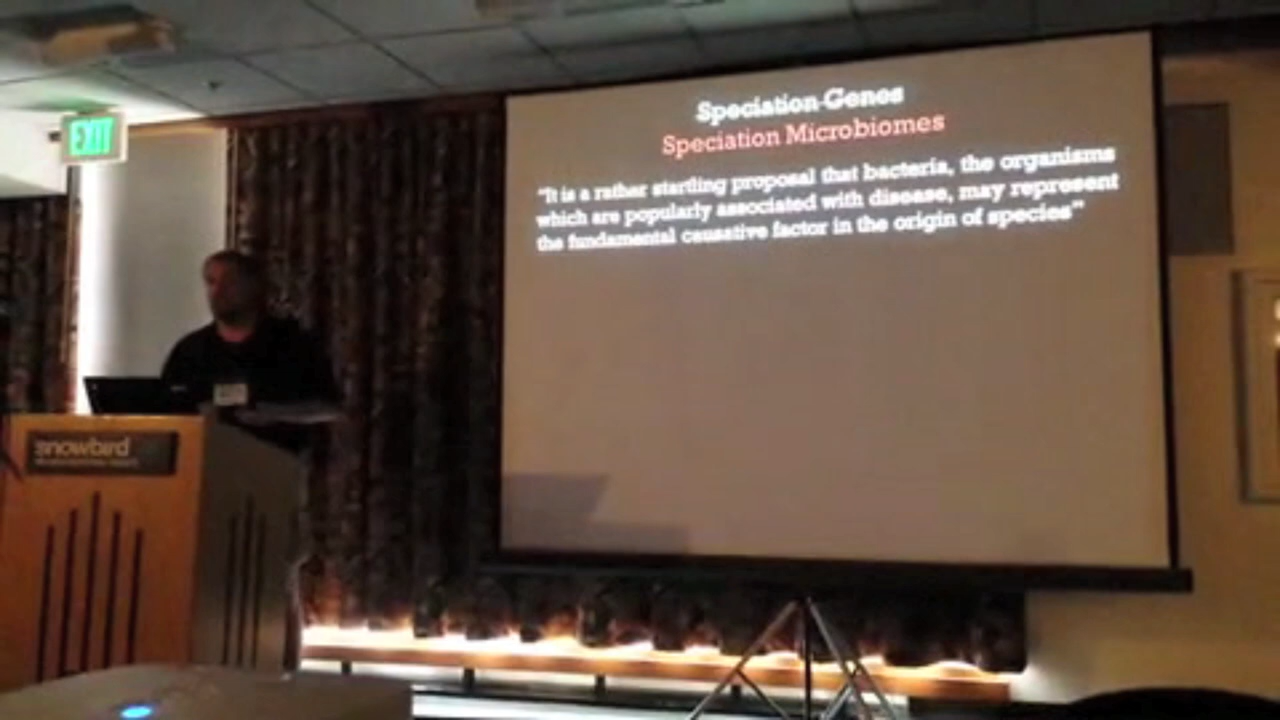 EXIT
Speciation Genes
Speciation Microbiomes
"It is a rather startling proposal that bacteria, the organisms
which are popularly associated with disease, may represent
the fundamental causative factor in the origin of species"
snowbird